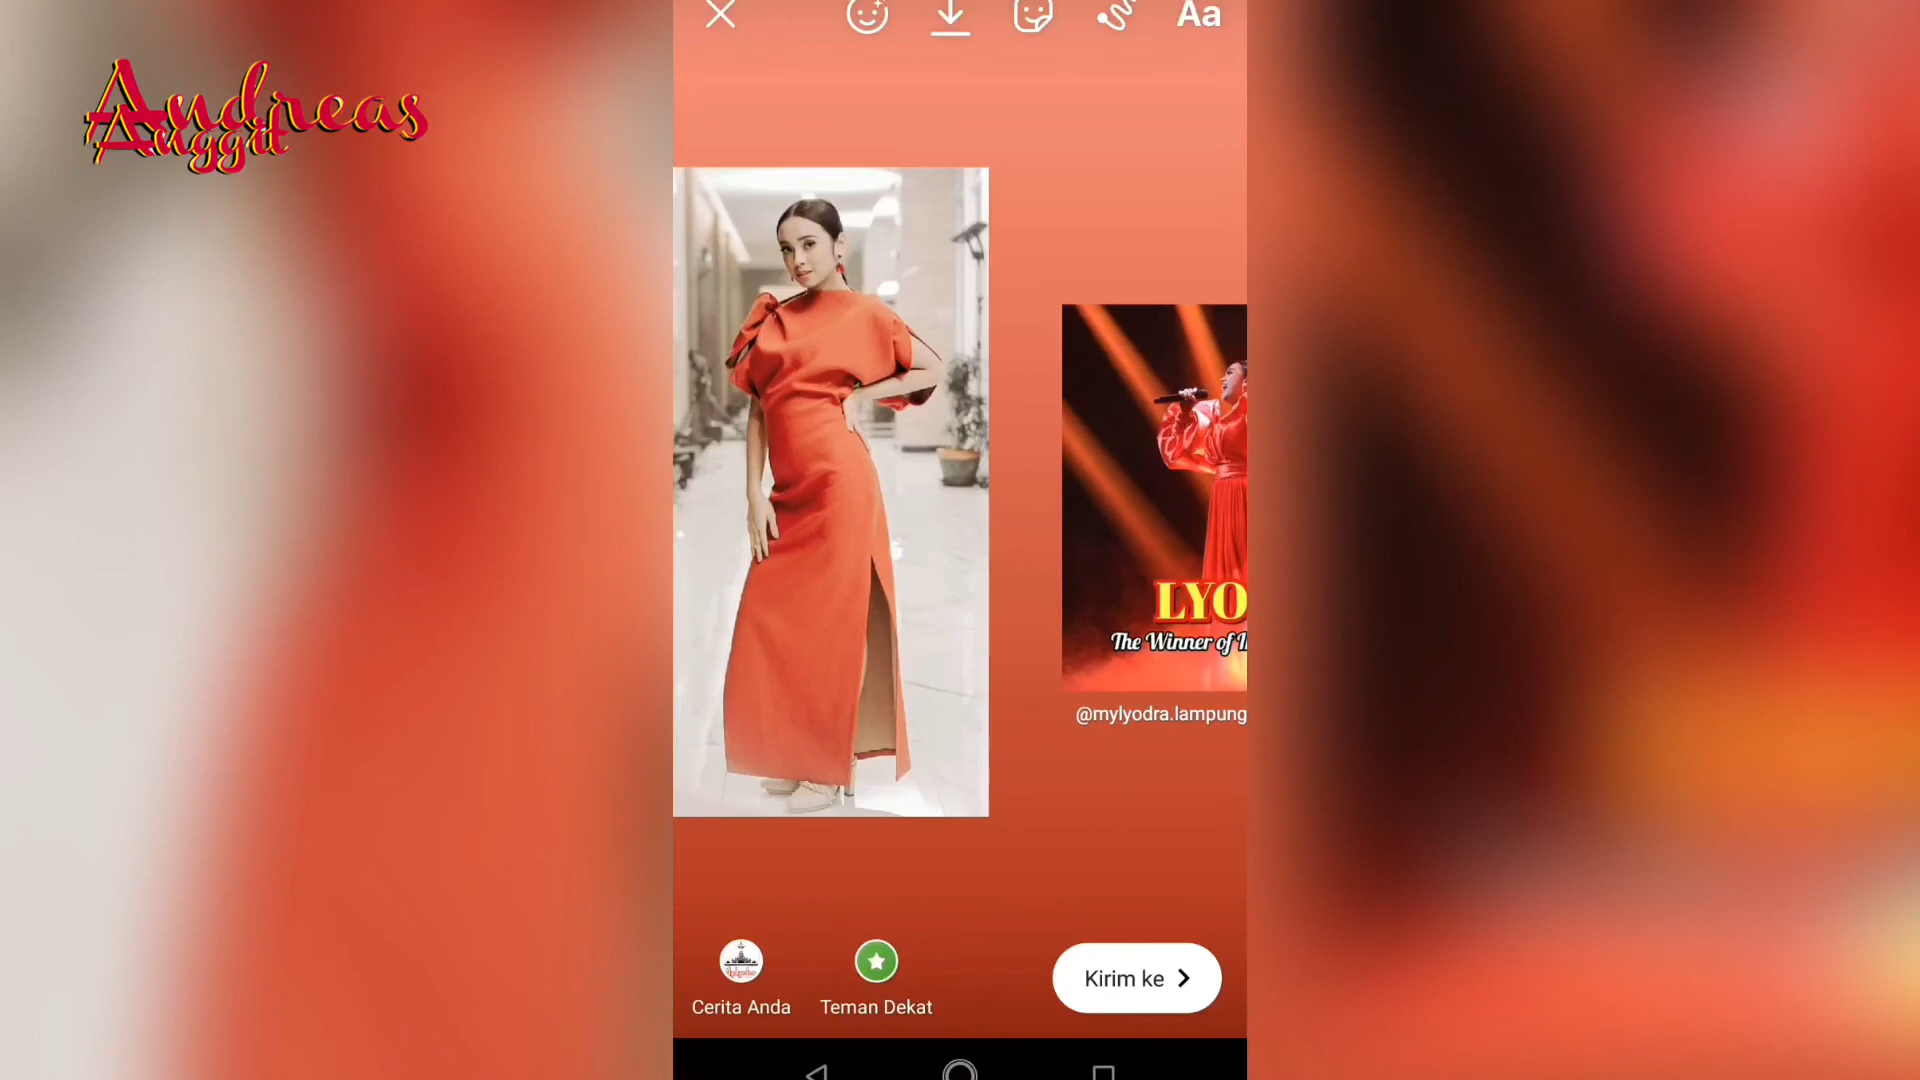 Andreas
Anggit
Aa
LYO
The Winner of I
@mylyodra.lampung
Cerita Anda
Teman Dekat
Kirim ke